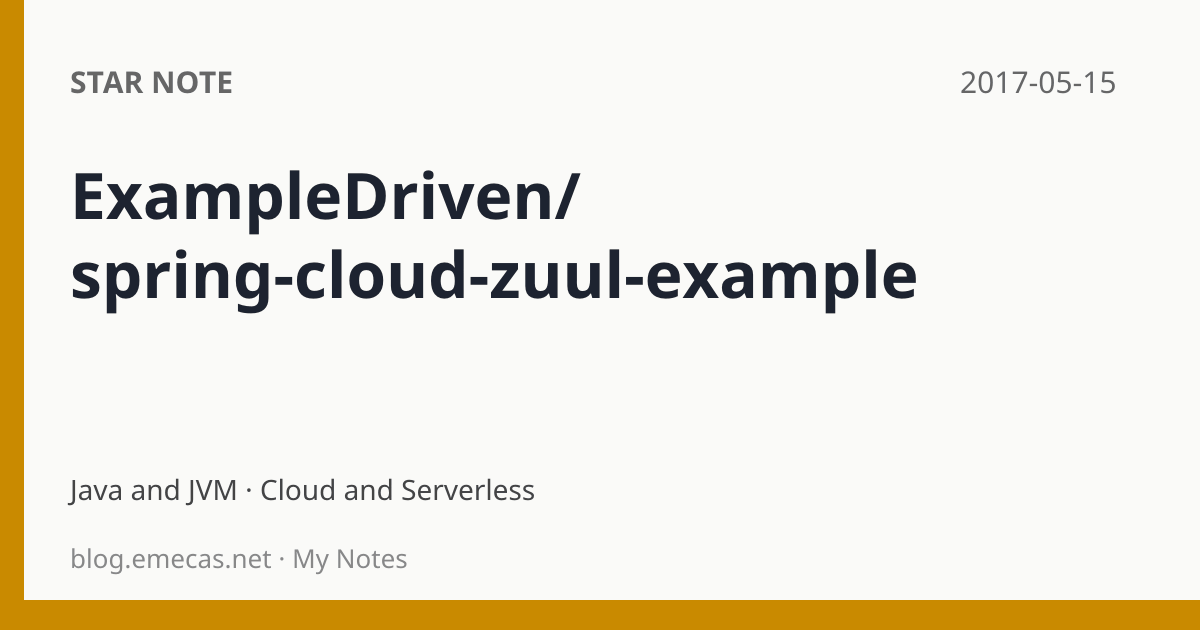 STAR NOTE
2017-05-15
ExampleDriven/
spring-cloud-zuul-example
Java and JVM · Cloud and Serverless
blog.emecas.net · My Notes